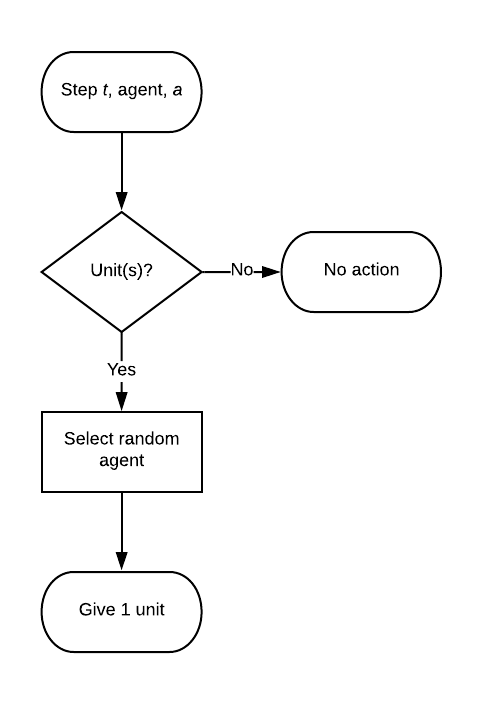 Step t, agent, a
Unit(s)?
No
No action
Yes
Select random
agent
Give 1 unit